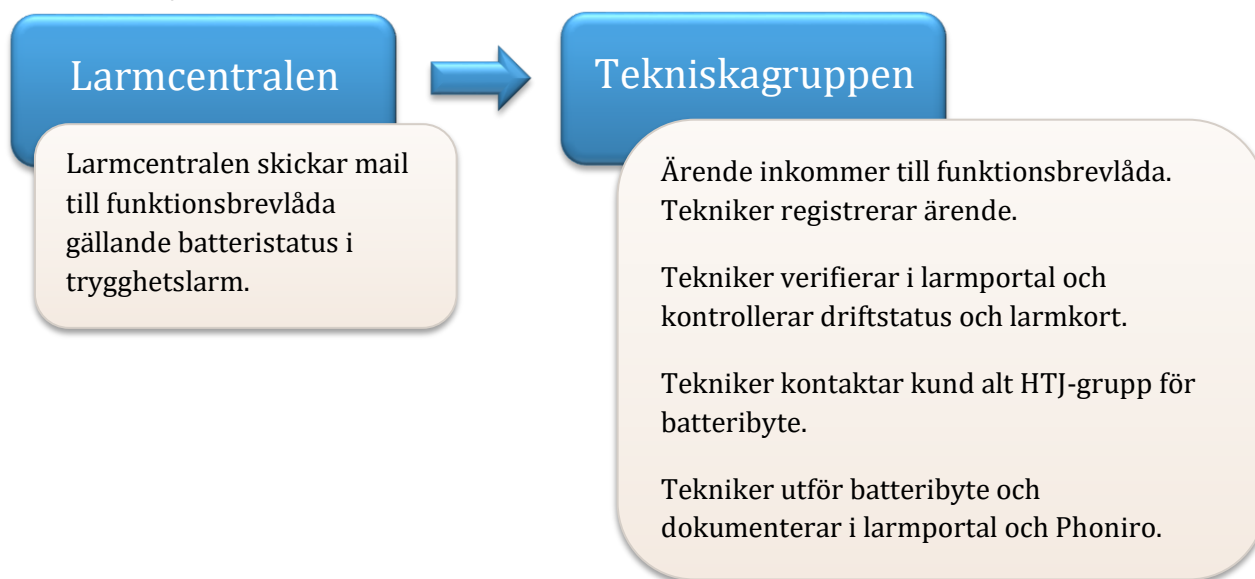 Larmcentralen
Larmcentralen skickar mail
till funktionsbrevlåda
gällande batteristatus i
trygghetslarm.
Tekniskagruppen
Ärende inkommer till funktionsbrevlåda.
Tekniker registrerar ärende.
Tekniker verifierar i larmportal och
kontrollerar driftstatus och larmkort.
Tekniker kontaktar kund alt HTJ-grupp för
batteribyte.
Tekniker utför batteribyte och
dokumenterar i larmportal och Phoniro.